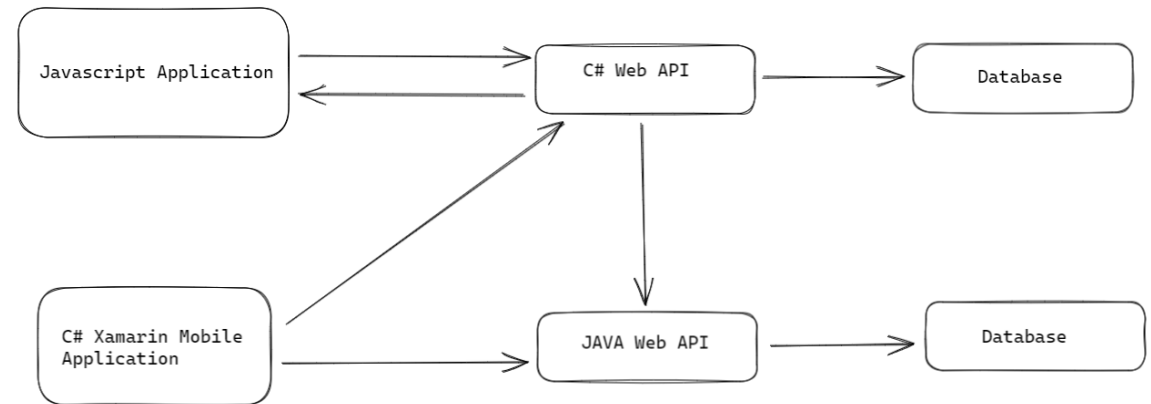 Javascript Application
C# Web API
Database
C# Xamarin Mobile
Application
JAVA Web API
Database